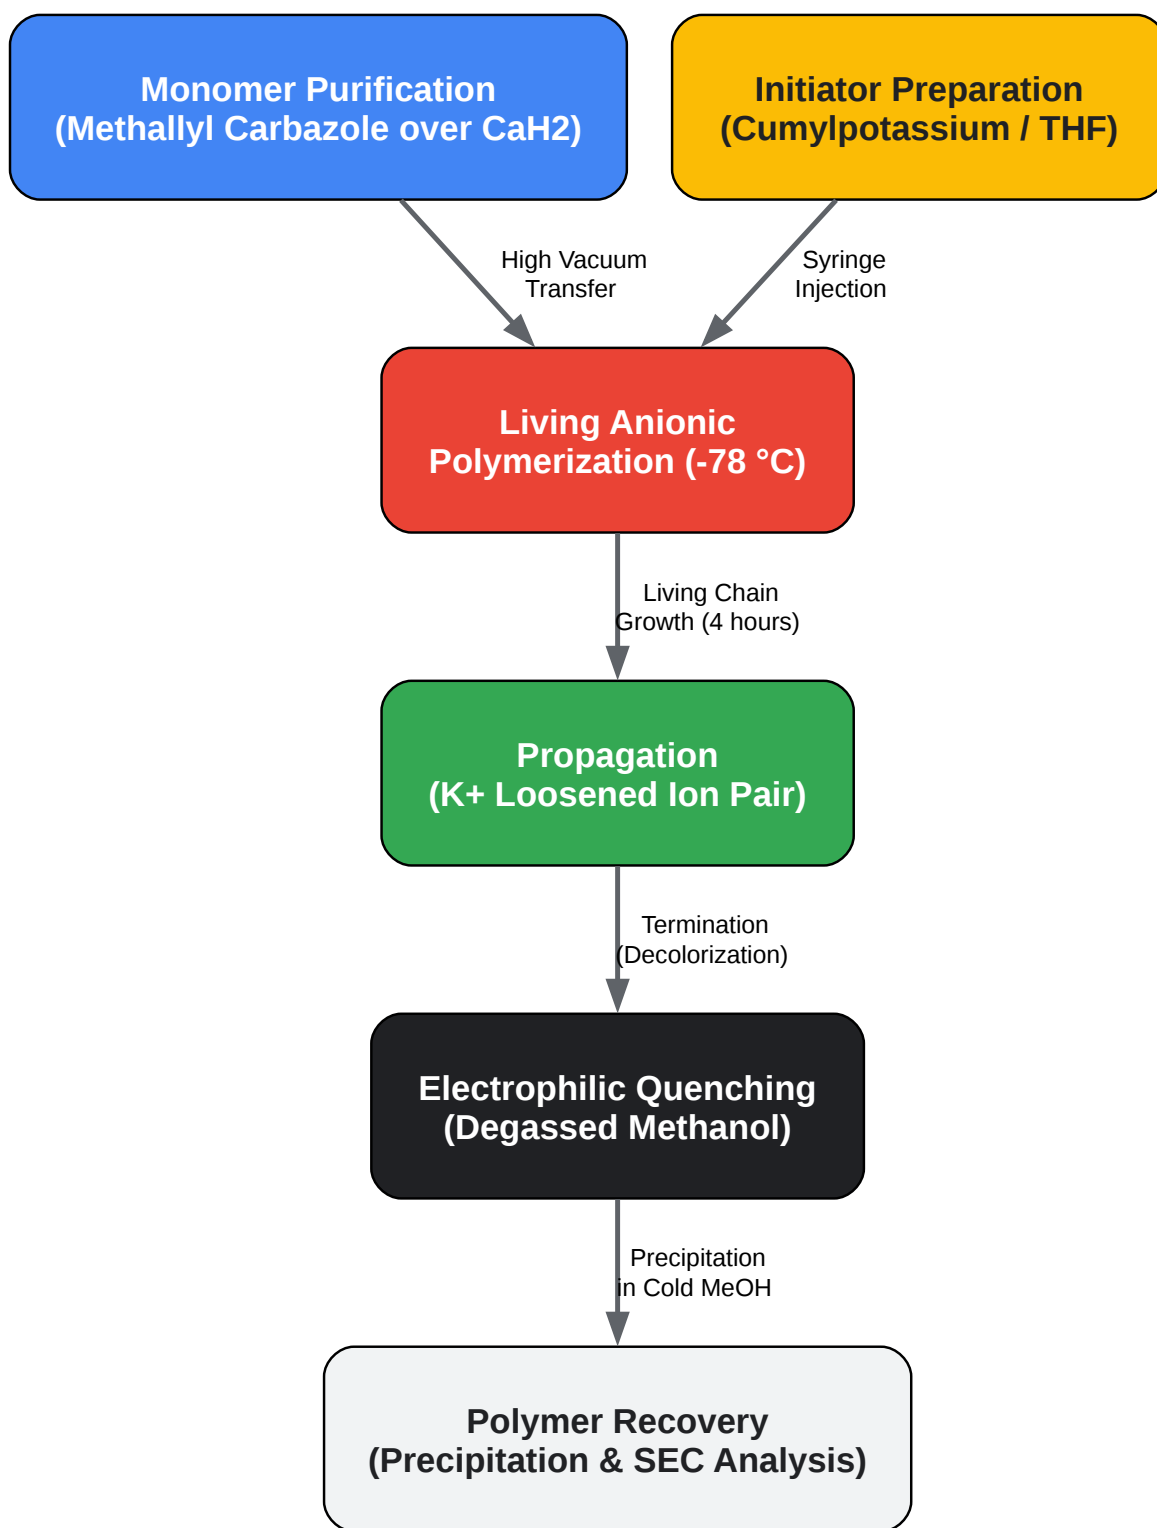 Monomer Purification
(Methallyl Carbazole over CaH2)
Initiator Preparation
(Cumylpotassium / THF)
High Vacuum
Transfer
Syringe
Injection
Living Anionic
Polymerization (-78 °C)
Living Chain
Growth (4 hours)
Propagation
(K+ Loosened Ion Pair)
Termination
(Decolorization)
Electrophilic Quenching
(Degassed Methanol)
Precipitation
in Cold MeOH
Polymer Recovery
(Precipitation & SEC Analysis)